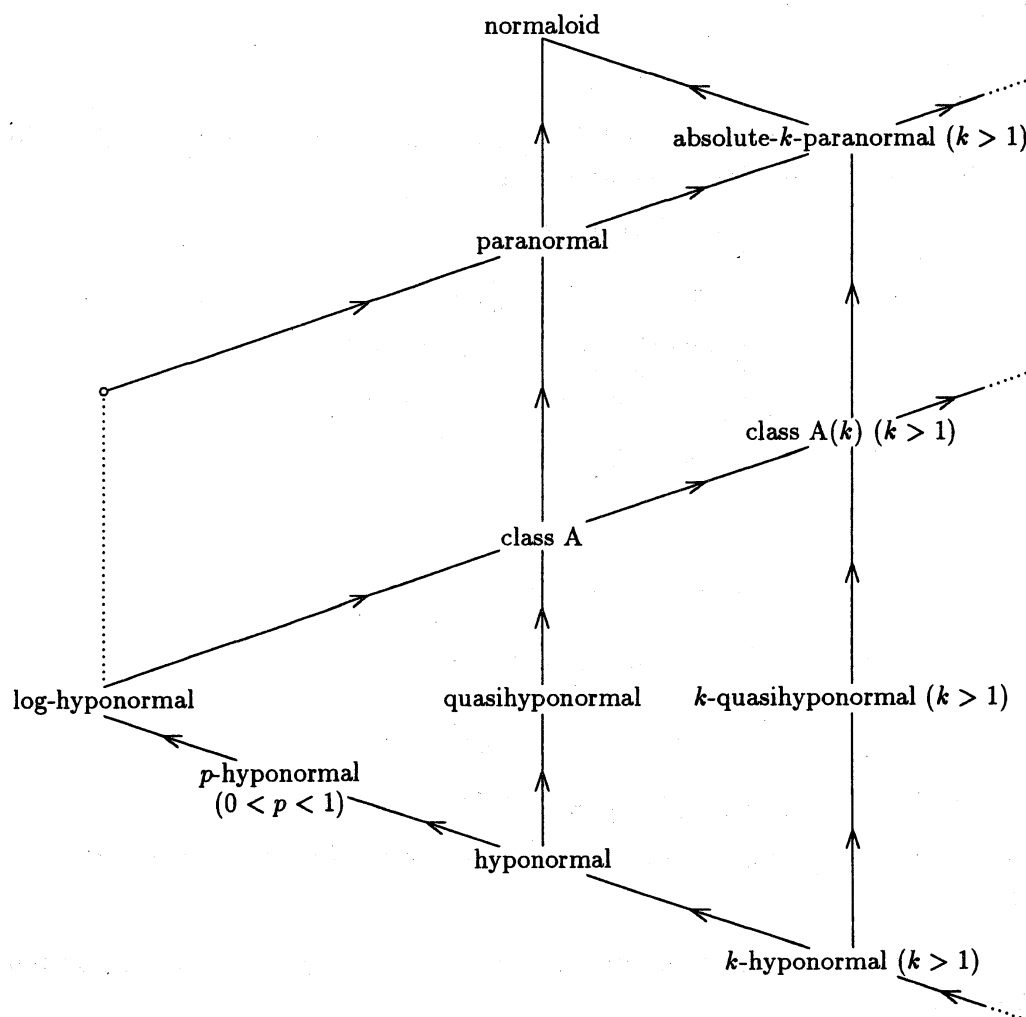 normaloid
absolute-k-paranormal (k > 1)
paranormal
class A(k) (k > 1)
class A
log-hyponormal
quasihyponormal
k-quasihyponormal (k > 1)
p-hyponormal
(0 < p < 1)
hyponormal
k-hyponormal (k > 1)